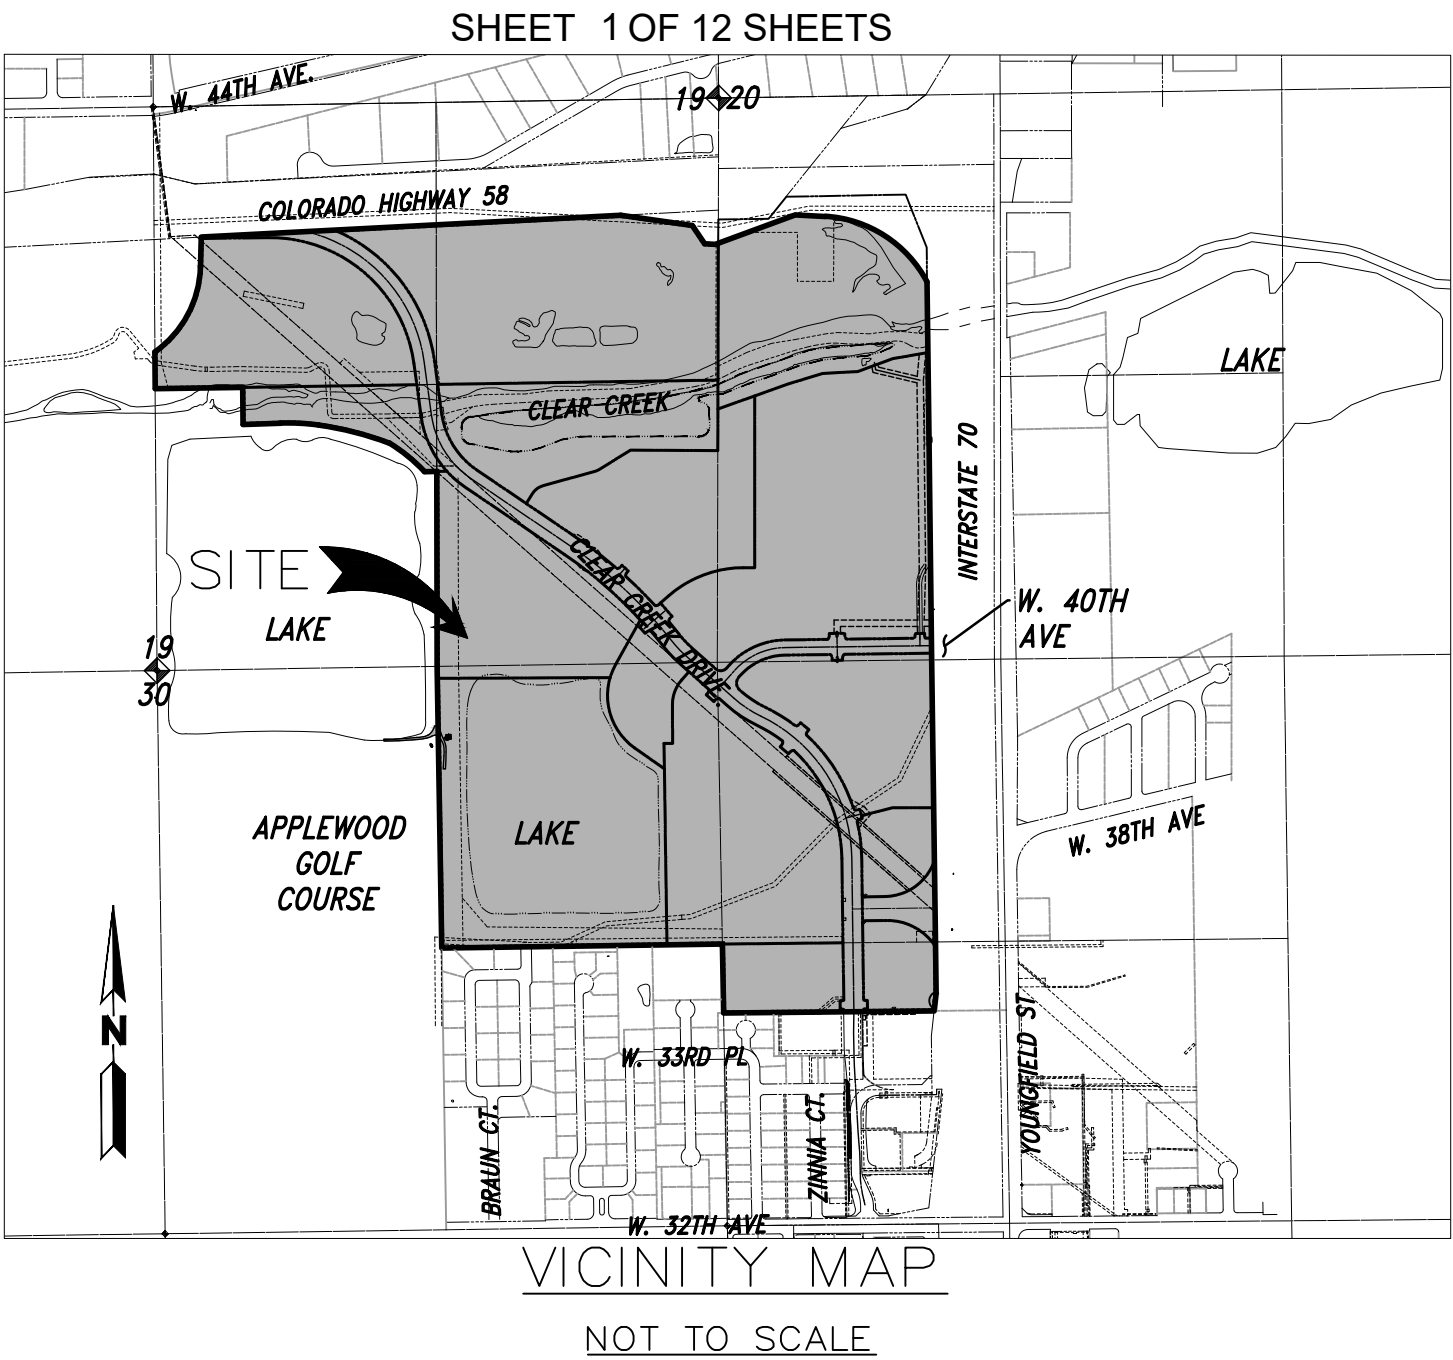 SHEET 1 OF 12 SHEETS
W. 44TH AVE.
19 20
COLORADO HIGHWAY 58
LAKE
CLEAR CREEK
INTERSTATE 70
SITE
CLEAR CREEK DRIVE
W. 40TH
AVE
LAKE
19
30
APPLEWOOD
GOLF
COURSE
LAKE
W. 38TH AVE
N
W. 33RD PL
YOUNGFIELD ST
BRAUN CT.
ZINNIA CT.
W. 32TH AVE
VICINITY MAP
NOT TO SCALE